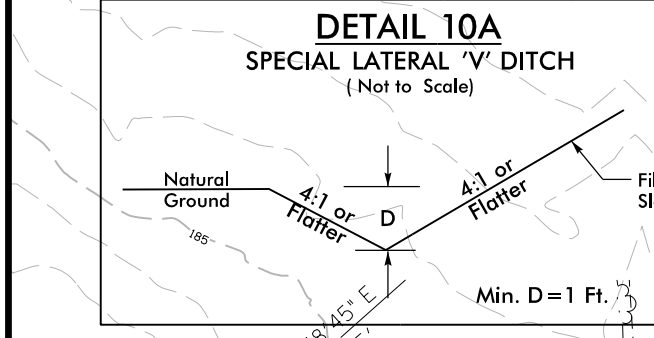 DETAIL 10A
SPECIAL LATERAL 'V' DITCH
( Not to Scale)
Natural
Ground
4:1 or
Flatter
D
4:1 or
Flatter
185
Min. D=1 Ft.
8'45" E